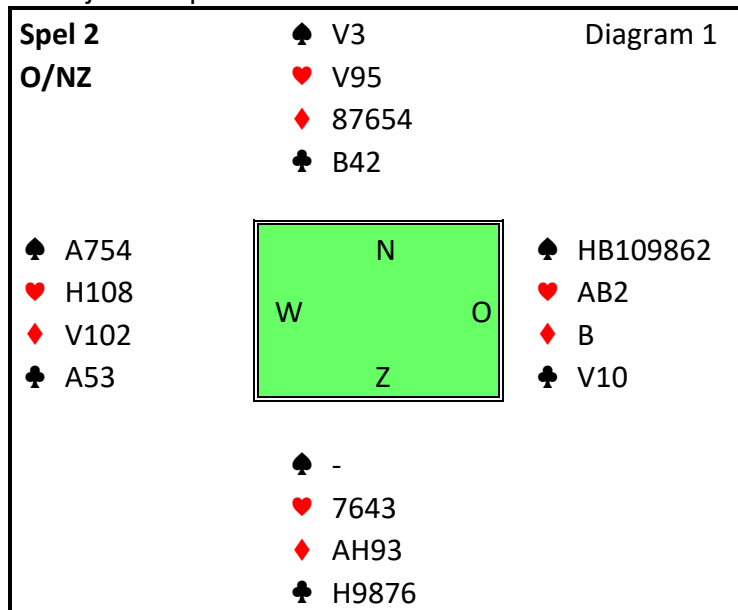 Spel 2 ♠ V3 Diagram 1
O/NZ ♥ V95
♦ 87654
♣ B42
♠ A754 N ♠ HB109862
♥ H108 W O ♥ AB2
♦ V102 ♦ B
♣ A53 Z ♣ V10
♠ -
♥ 7643
♦ AH93
♣ H9876